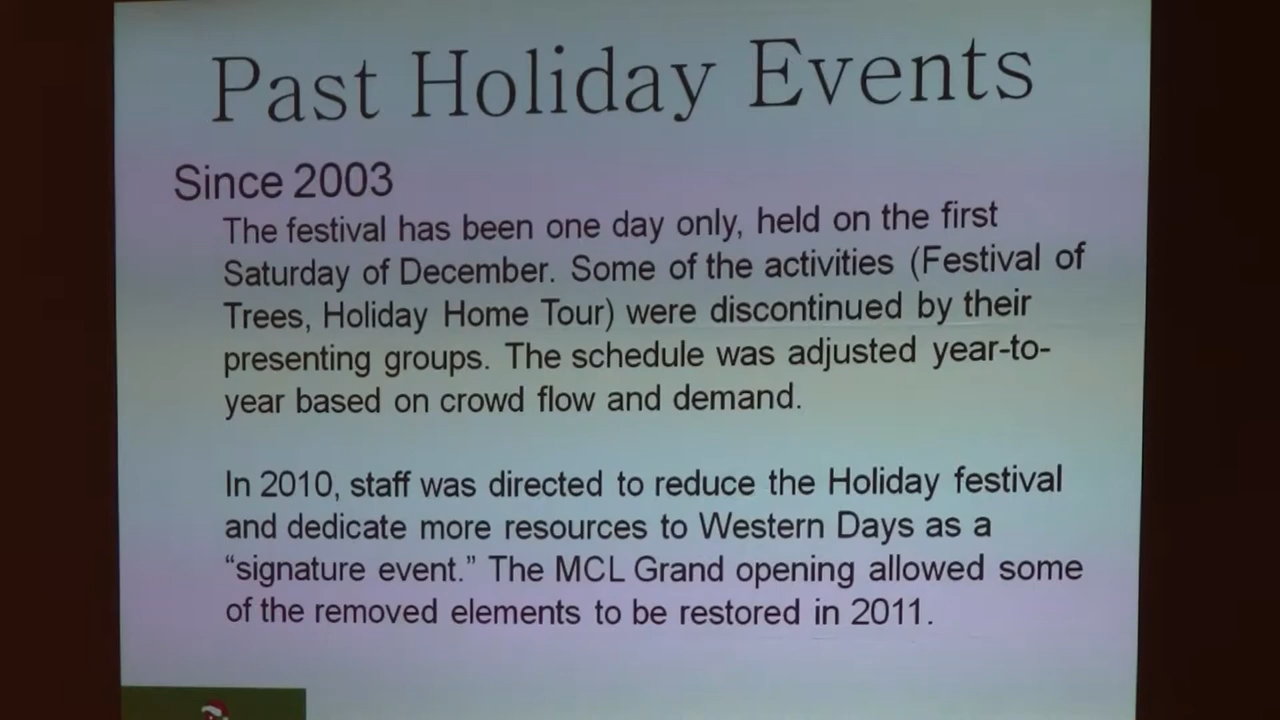 Past Holiday Events
Since 2003
The festival has been one day only, held on the first
Saturday of December. Some of the activities (Festival of
Trees, Holiday Home Tour) were discontinued by their
presenting groups. The schedule was adjusted year-to-
year based on crowd flow and demand.
In 2010, staff was directed to reduce the Holiday festival
and dedicate more resources to Western Days as a
“signature event.” The MCL Grand opening allowed some
of the removed elements to be restored in 2011.